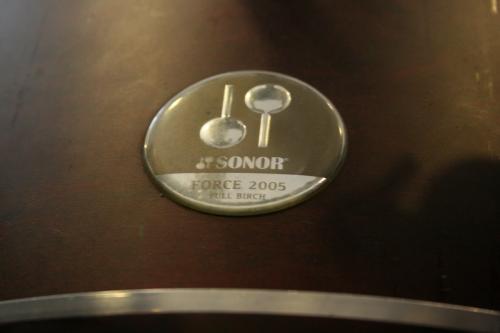 SONOR
FORCE 2005
FULL BIRCH